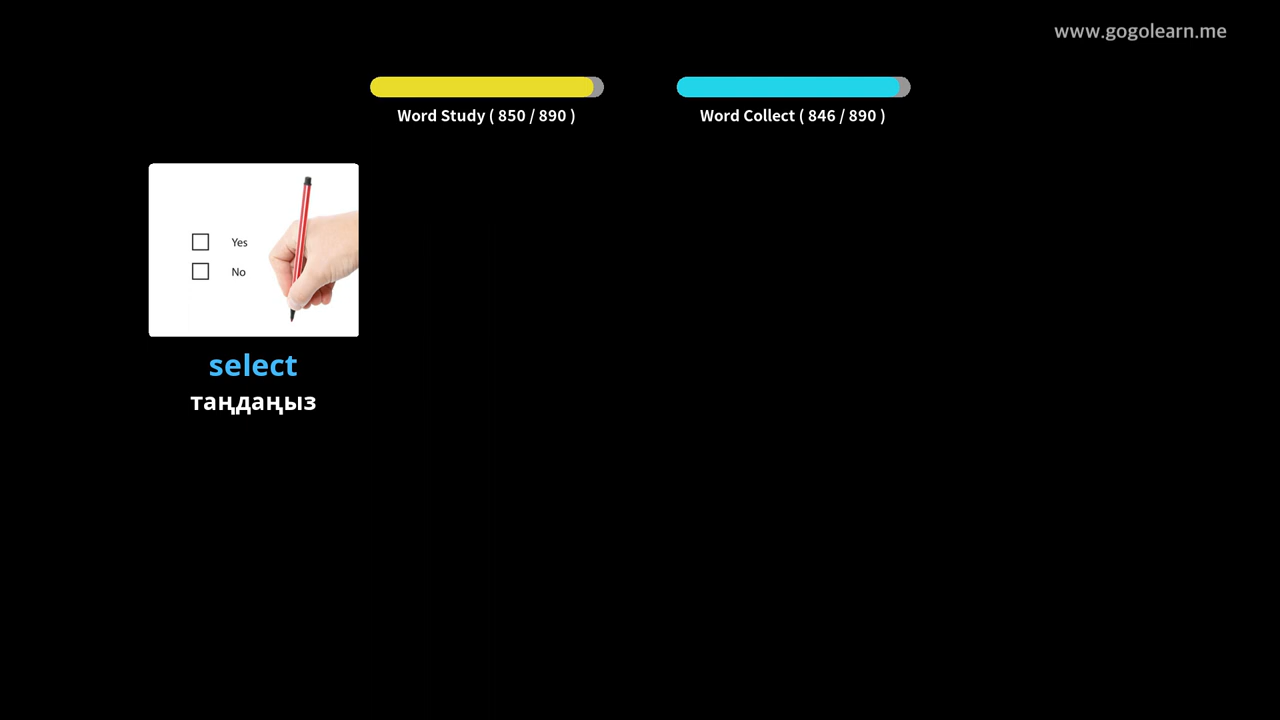 www.gogolearn.me
Word Study ( 850 / 890 )
Word Collect ( 846 / 890 )
Yes
No
select
таңдаңыз